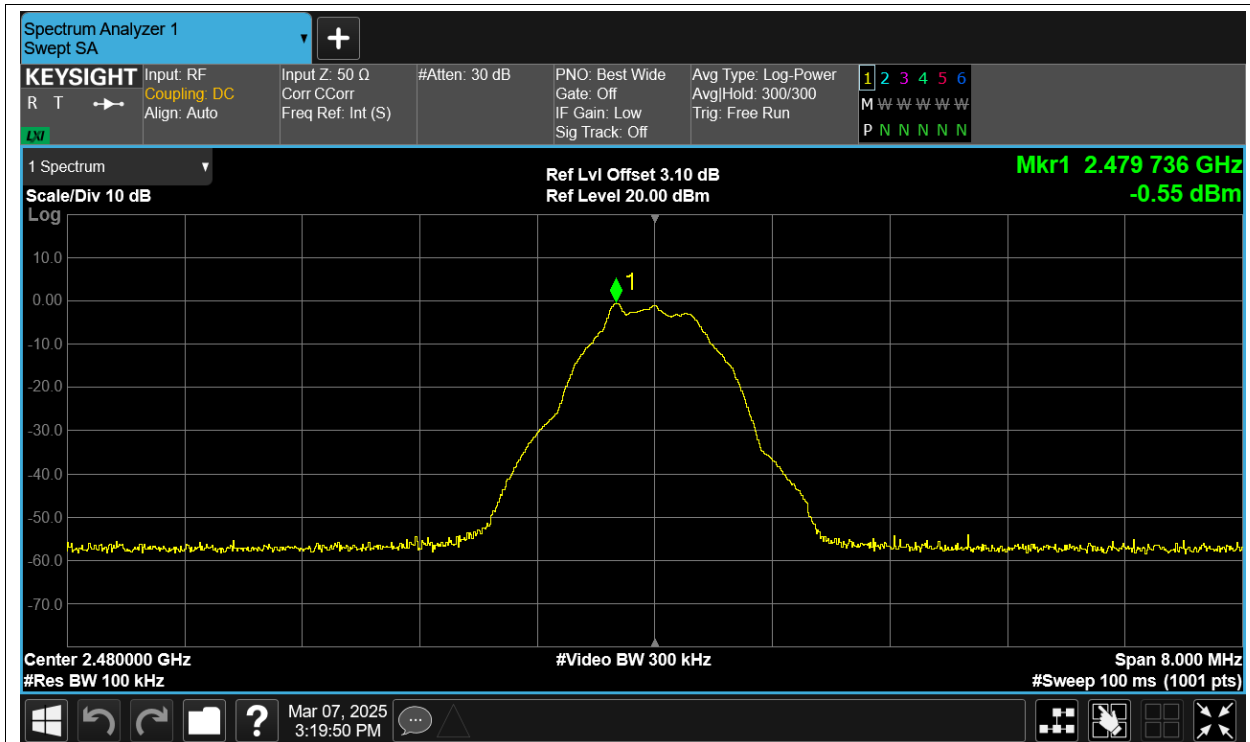 Spectrum Analyzer 1
Swept SA
KEYSIGHT
R T
LXI
Input: RF
Coupling: DC
Align: Auto
Input Z: 50 Ω
Corr CCorr
Freq Ref: Int (S)
#Atten: 30 dB
PNO: Best Wide
Gate: Off
IF Gain: Low
Sig Track: Off
Avg Type: Log-Power
Avg|Hold: 300/300
Trig: Free Run
1 2 3 4 5 6
M W W W W W
P N N N N N
1 Spectrum
Scale/Div 10 dB
Log
Ref Lvl Offset 3.10 dB
Ref Level 20.00 dBm
Mkr1 2.479 736 GHz
-0.55 dBm
1
10.0
0.00
-10.0
-20.0
-30.0
-40.0
-50.0
-60.0
-70.0
Center 2.480000 GHz
#Res BW 100 kHz
#Video BW 300 kHz
Span 8.000 MHz
#Sweep 100 ms (1001 pts)
?
Mar 07, 2025
3:19:50 PM